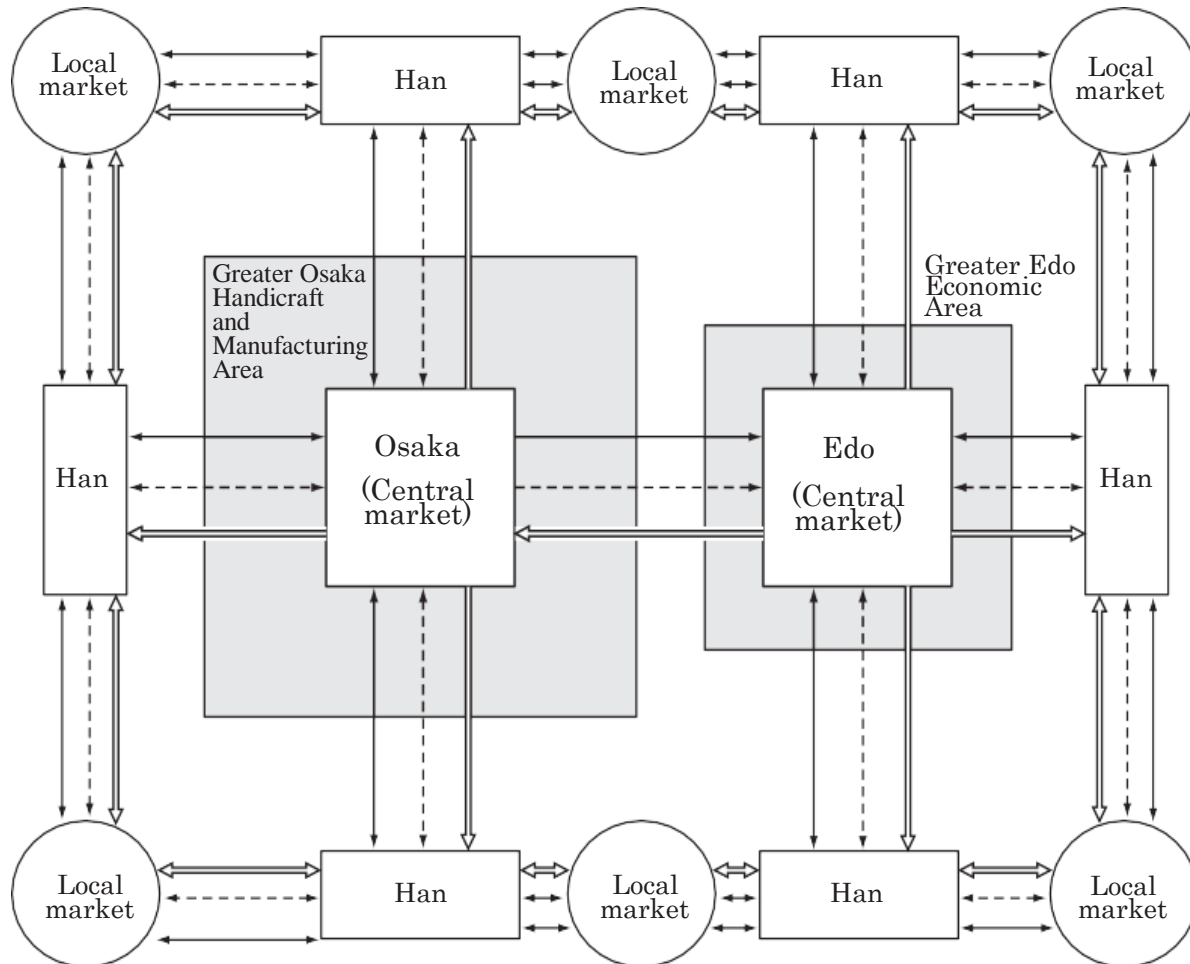 Local
market
Han
Local
market
Han
Local
market
Greater Osaka
Handicraft
and
Manufacturing
Area
Greater Edo
Economic
Area
Han
Osaka
(Central
market)
Edo
(Central
market)
Han
Local
market
Han
Local
market
Han
Local
market